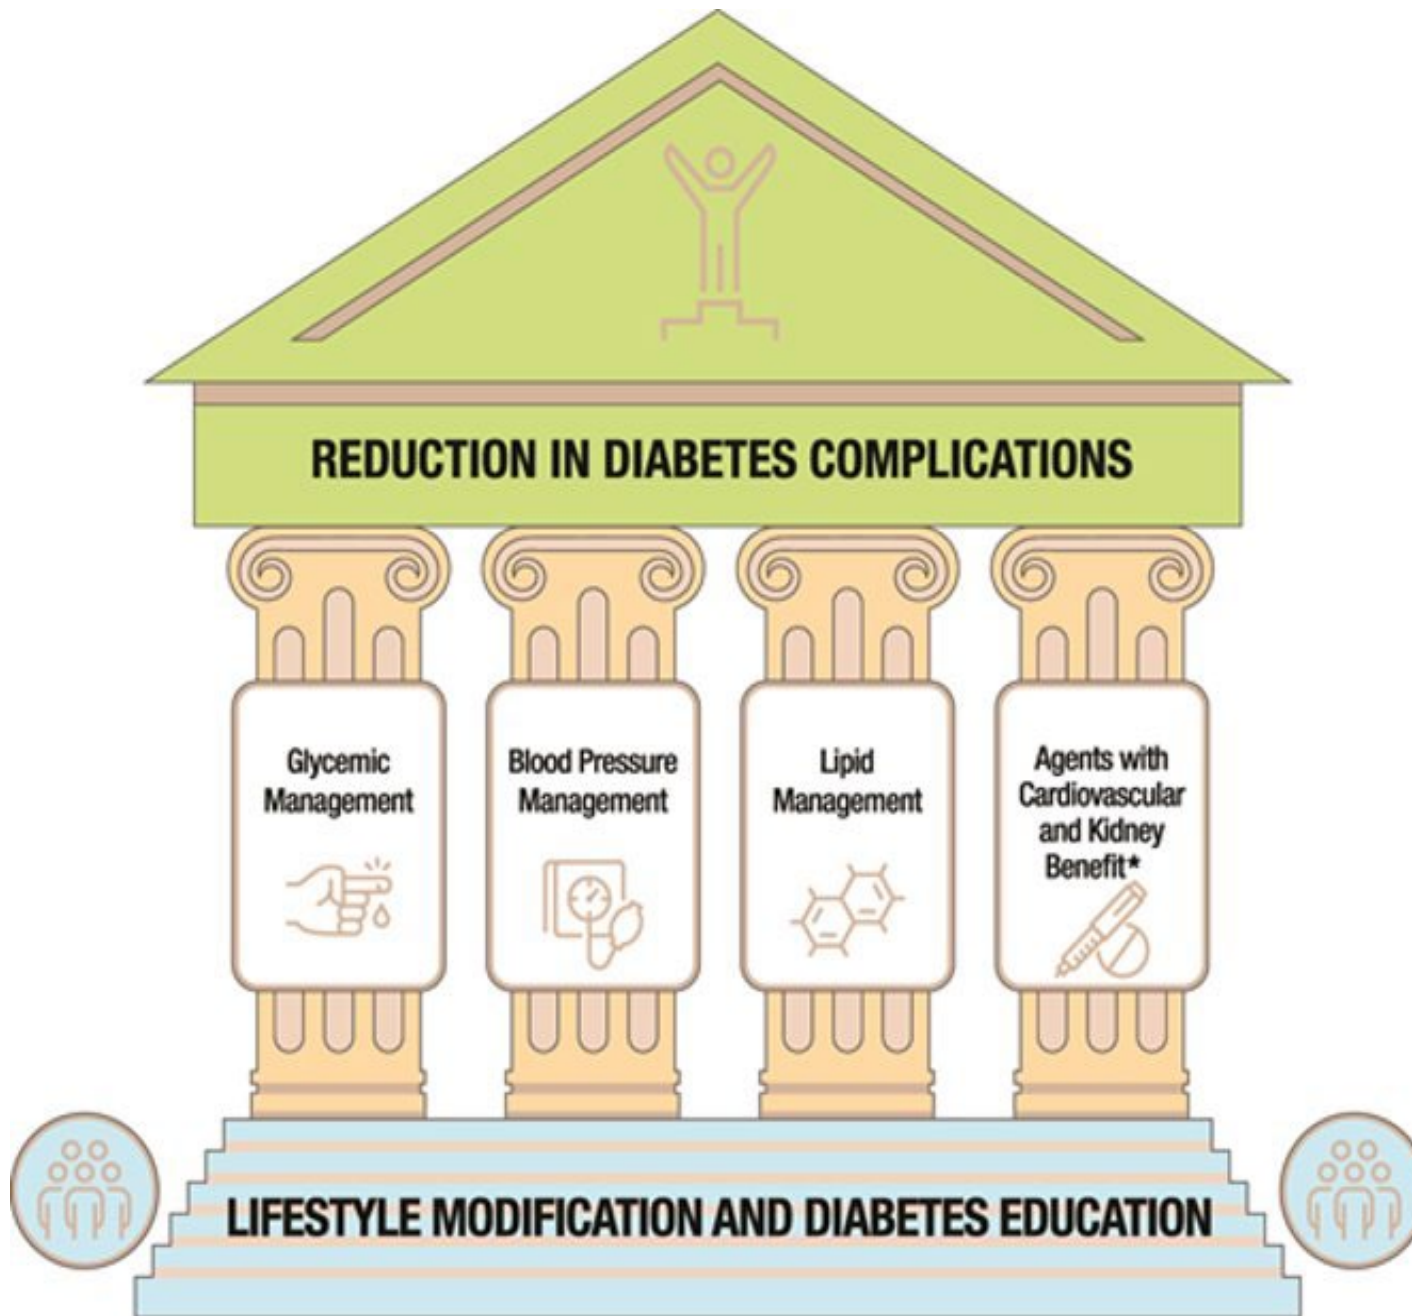 REDUCTION IN DIABETES COMPLICATIONS
Glycemic
Management
Blood Pressure
Management
Lipid
Management
Agents with
Cardiovascular
and Kidney
Benefit*
LIFESTYLE MODIFICATION AND DIABETES EDUCATION